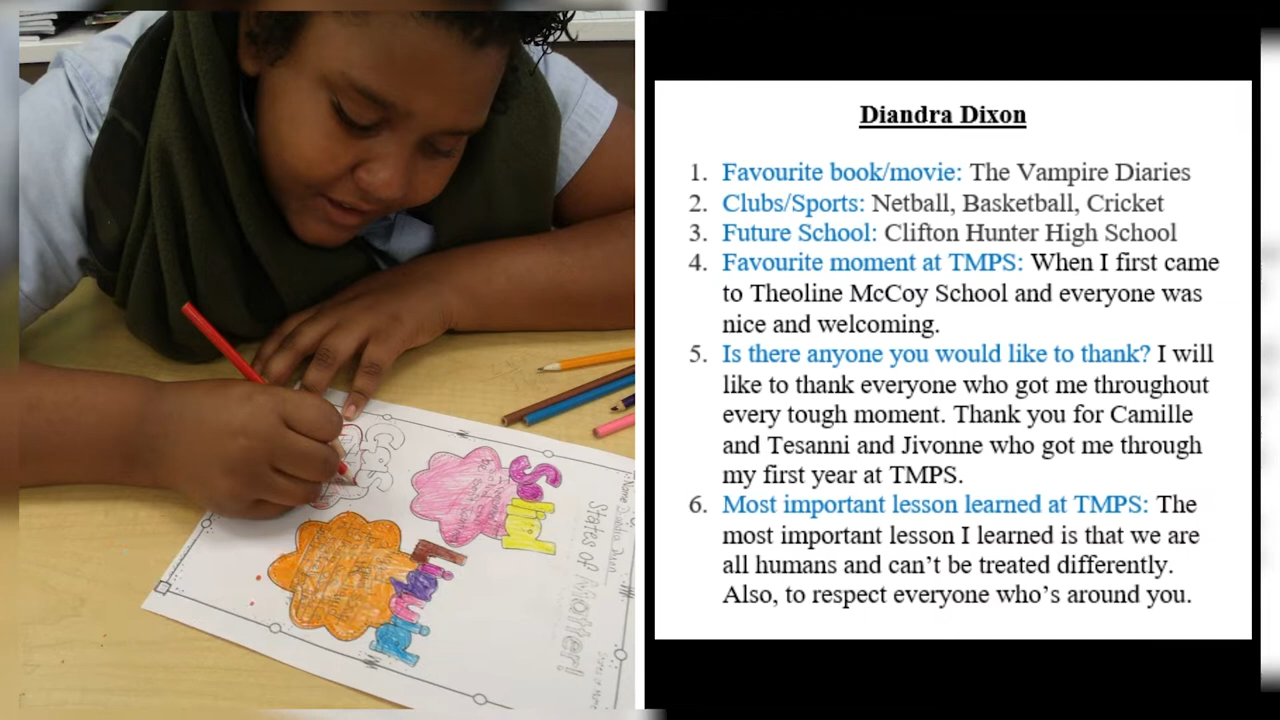 Diandra Dixon
1. Favourite book/movie: The Vampire Diaries
2. Clubs/Sports: Netball, Basketball, Cricket
3. Future School: Clifton Hunter High School
4. Favourite moment at TMPS: When I first came
to Theoline McCoy School and everyone was
nice and welcoming.
5. Is there anyone you would like to thank? I will
like to thank everyone who got me throughout
every tough moment. Thank you for Camille
and Tesanni and Jivonne who got me through
my first year at TMPS.
6. Most important lesson learned at TMPS: The
most important lesson I learned is that we are
all humans and can’t be treated differently.
Also, to respect everyone who’s around you.
Name
States of Matter!
Solid
Liquid
Gas